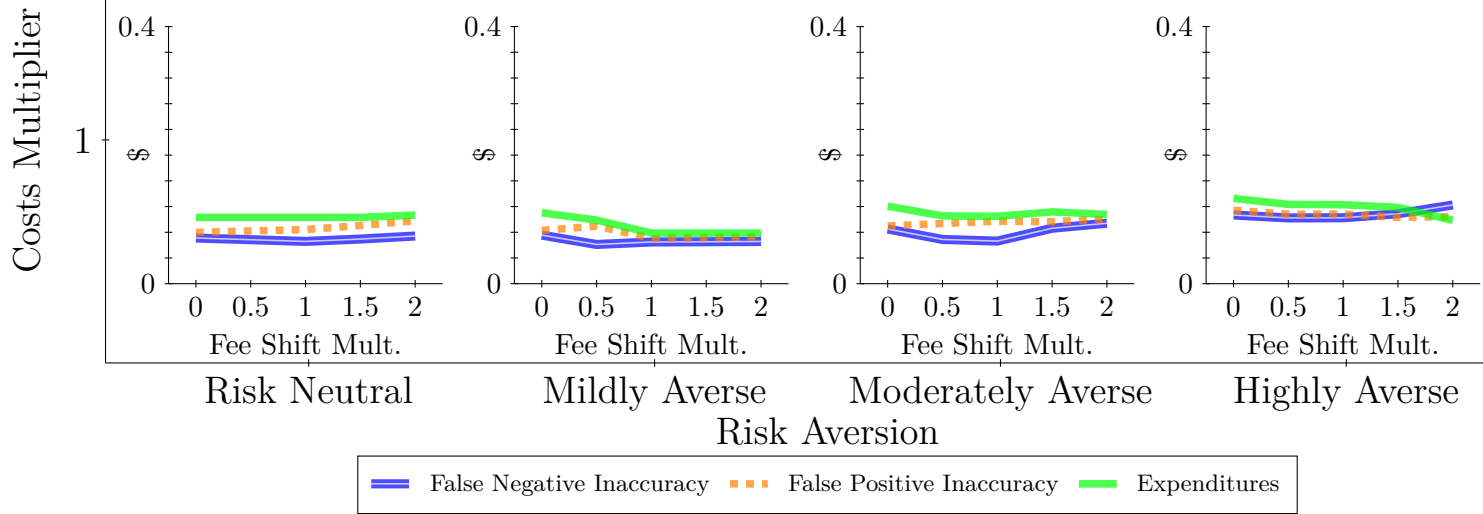 Costs Multiplier
1
0.4
$
0
0 0.5 1 1.5 2
Fee Shift Mult.
0.4
$
0
0 0.5 1 1.5 2
Fee Shift Mult.
0.4
$
0
0 0.5 1 1.5 2
Fee Shift Mult.
0.4
$
0
0 0.5 1 1.5 2
Fee Shift Mult.
Risk Neutral Mildly Averse Moderately Averse Highly Averse
Risk Aversion
False Negative Inaccuracy False Positive Inaccuracy Expenditures